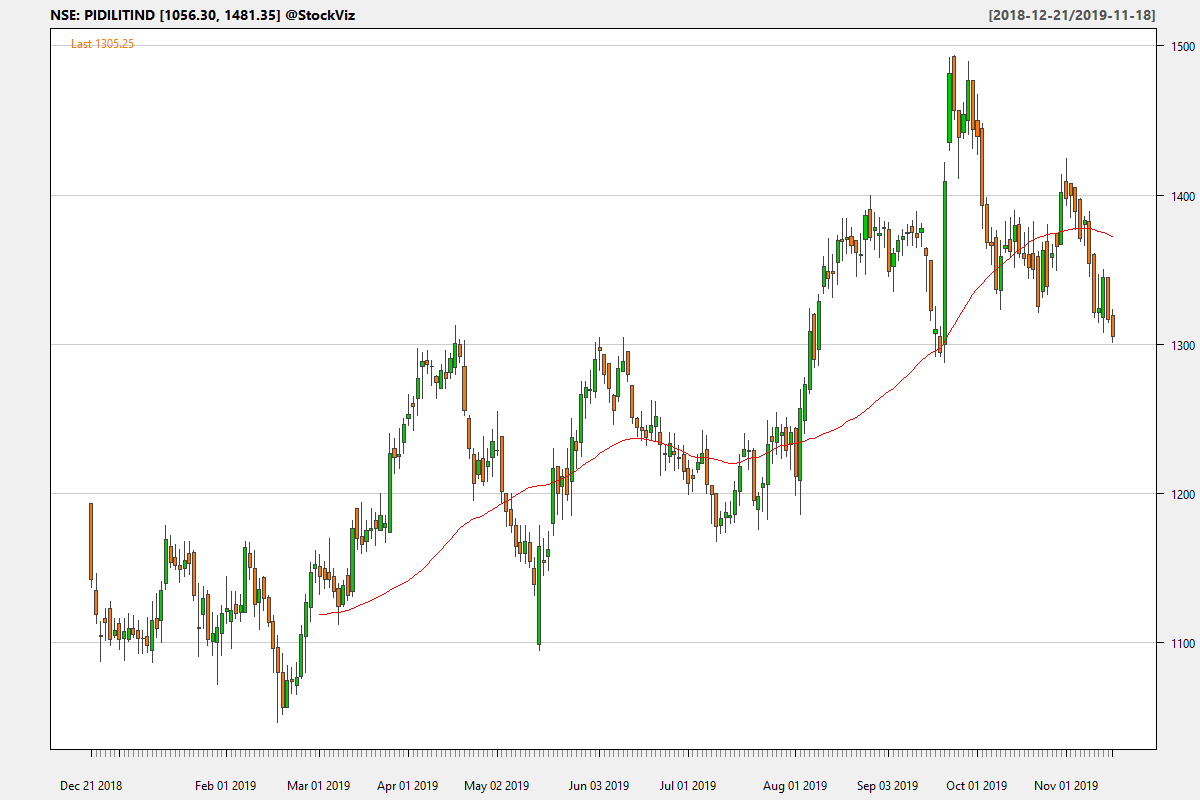 NSE: PIDILITIND [1056.30, 1481.35] @StockViz
[2018-12-21/2019-11-18]
Last 1305.25
1500
1400
1300
1200
1100
Dec 21 2018
Feb 01 2019
Mar 01 2019
Apr 01 2019
May 02 2019
Jun 03 2019
Jul 01 2019
Aug 01 2019
Sep 03 2019
Oct 01 2019
Nov 01 2019